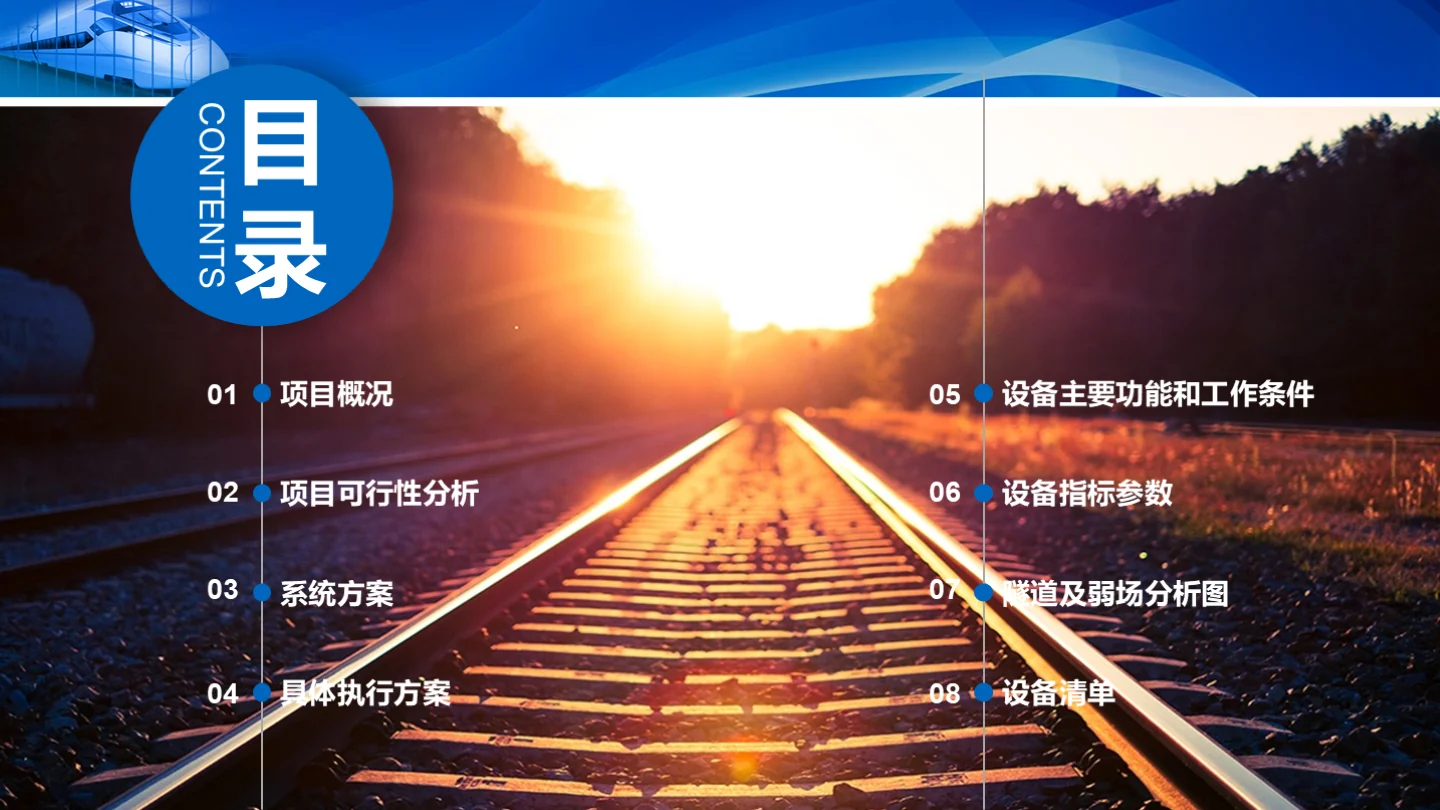 目录
CONTENTS
01 项目概况
02 项目可行性分析
03 系统方案
04 具体执行方案
05 设备主要功能和工作条件
06 设备指标参数
07 隧道及弱场分析图
08 设备清单